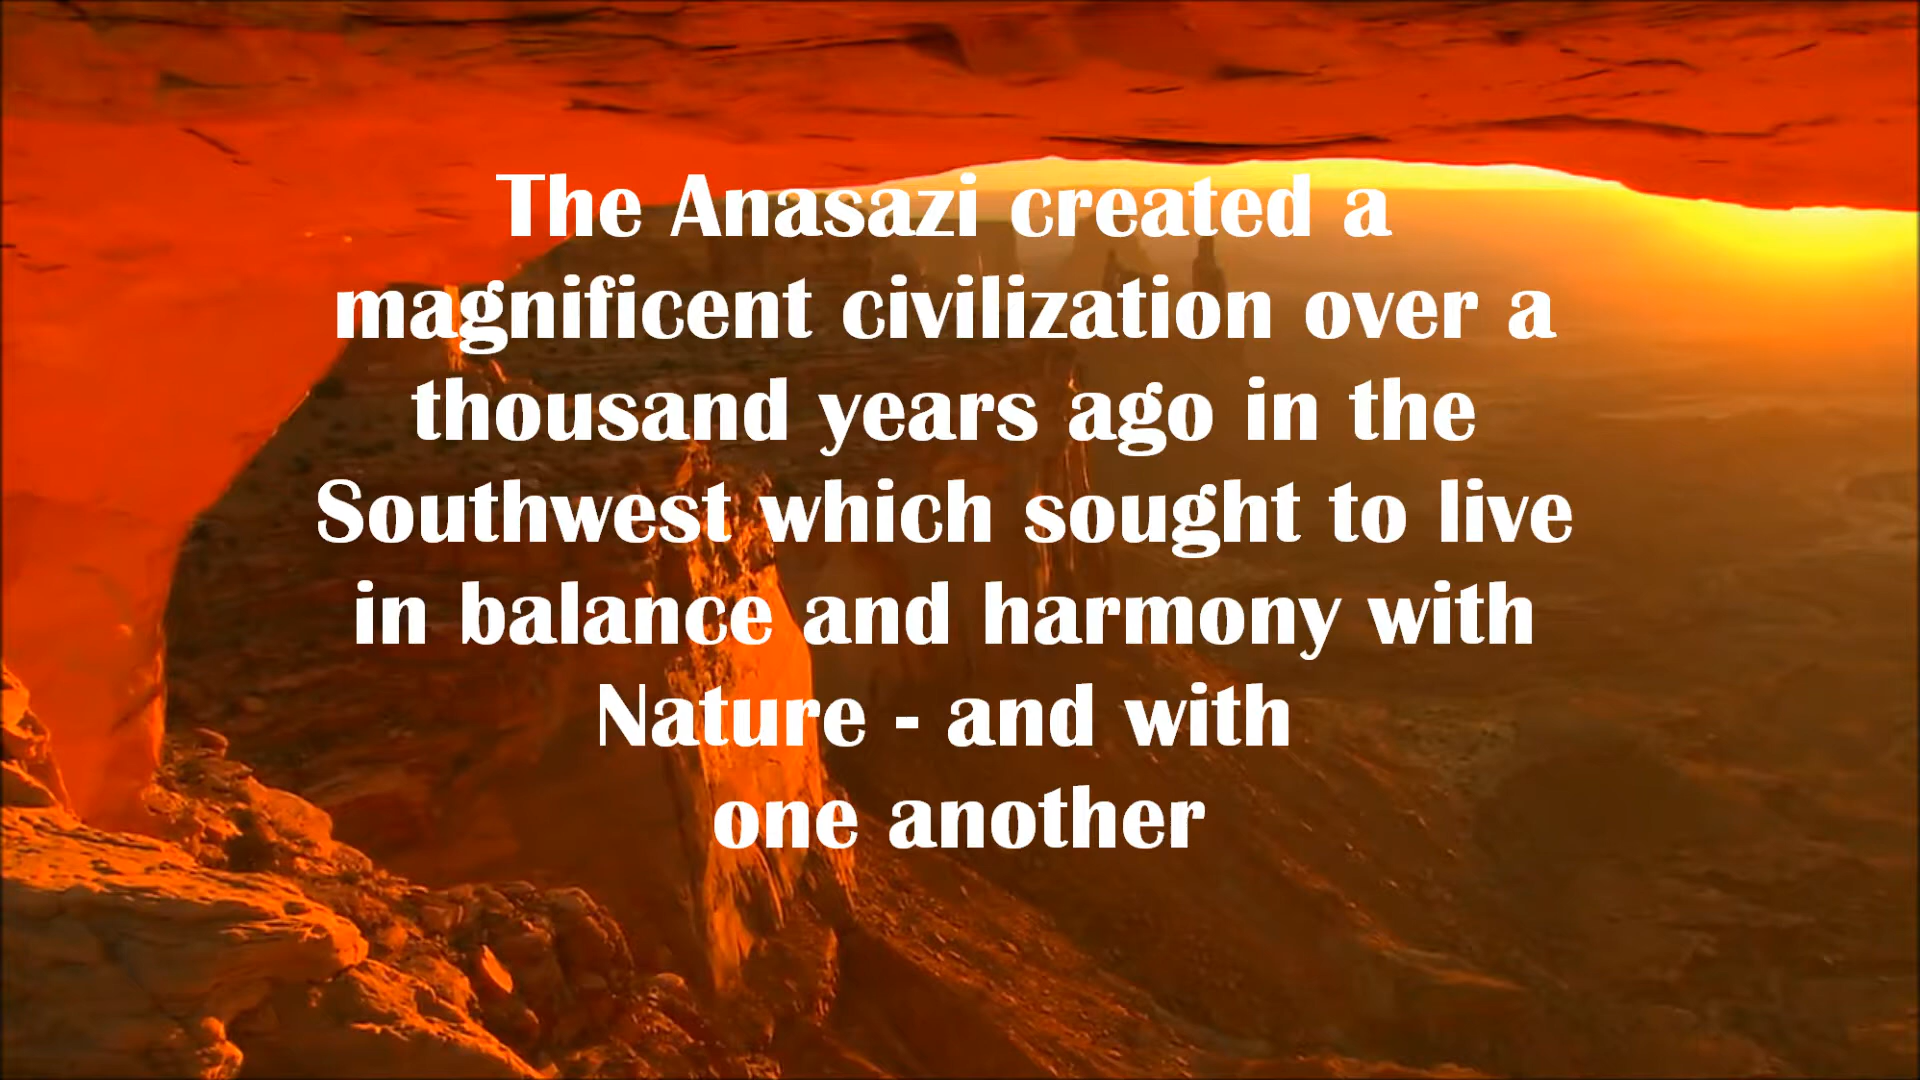 The Anasazi created a
magnificent civilization over a
thousand years ago in the
Southwest which sought to live
in balance and harmony with
Nature - and with
one another